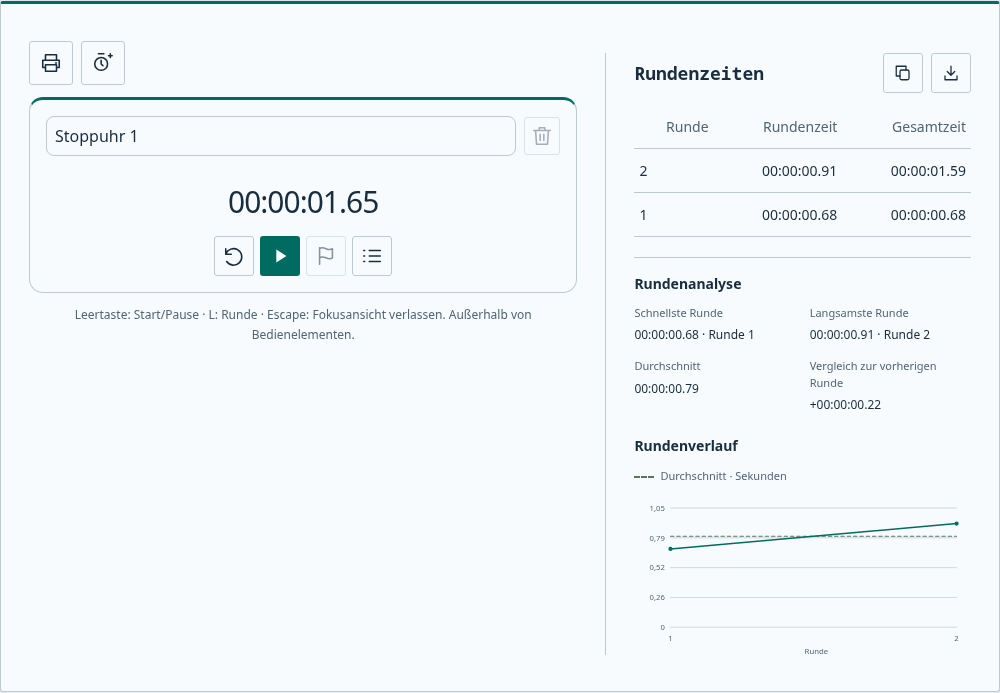 Stoppuhr 1
00:00:01.65
Leertaste: Start/Pause · L: Runde · Escape: Fokusansicht verlassen. Außerhalb von
Bedienelementen.
Rundenzeiten
Runde Rundenzeit Gesamtzeit
2 00:00:00.91 00:00:01.59
1 00:00:00.68 00:00:00.68
Rundenanalyse
Schnellste Runde
00:00:00.68 · Runde 1
Langsamste Runde
00:00:00.91 · Runde 2
Durchschnitt
00:00:00.79
Vergleich zur vorherigen
Runde
+00:00:00.22
Rundenverlauf
Durchschnitt · Sekunden
1,05
0,79
0,52
0,26
0
1 2
Runde